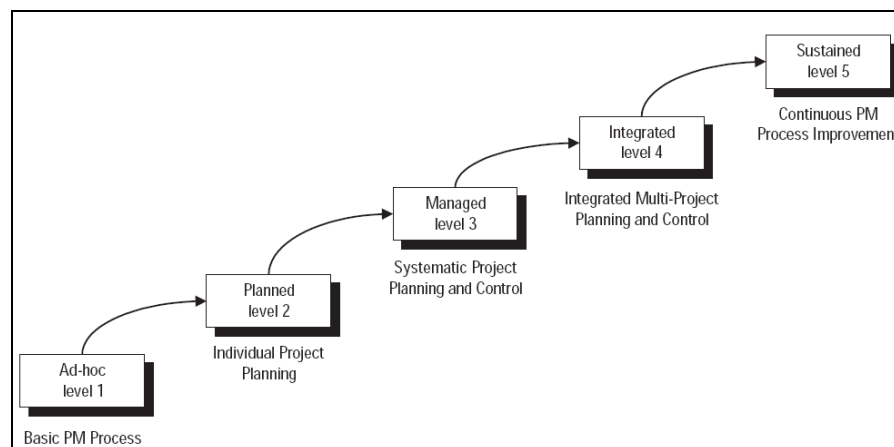 Sustained
level 5
Continuous PM
Process Improvemen
Integrated
level 4
Integrated Multi-Project
Planning and Control
Managed
level 3
Systematic Project
Planning and Control
Planned
level 2
Individual Project
Planning
Ad-hoc
level 1
Basic PM Process